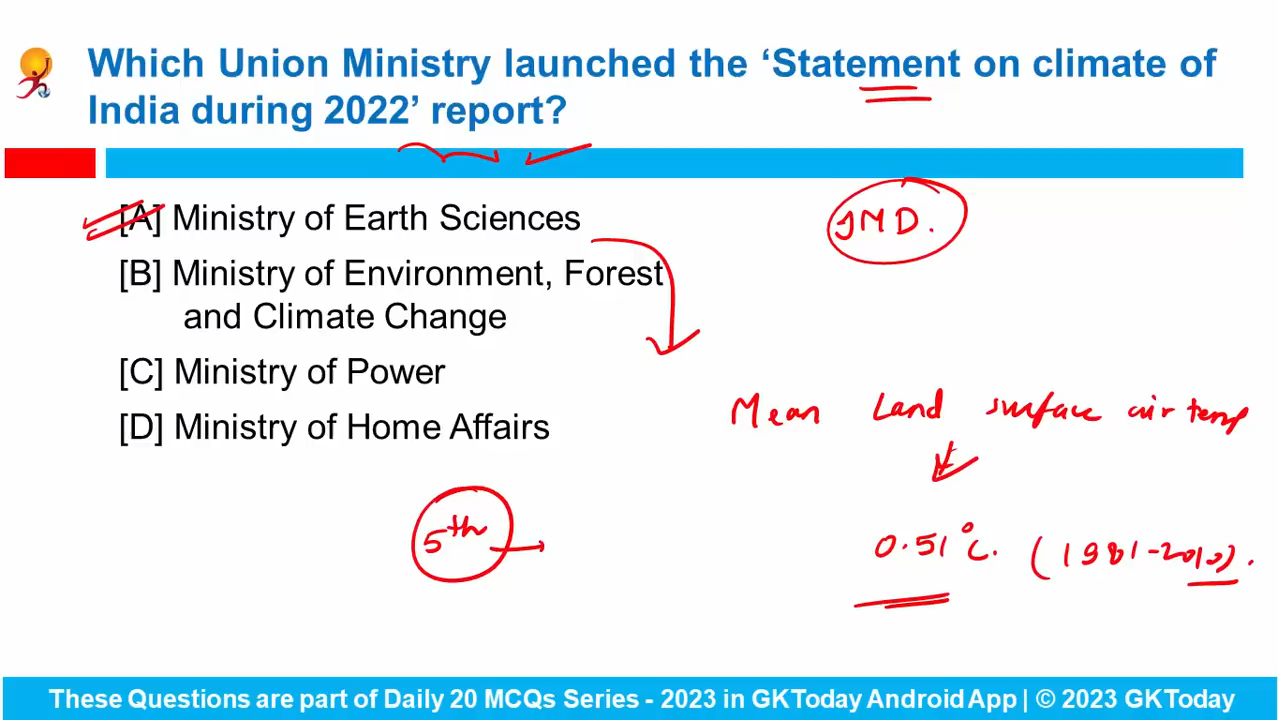 Which Union Ministry launched the ‘Statement on climate of
India during 2022’ report?
[A] Ministry of Earth Sciences
IMD.
[B] Ministry of Environment, Forest
and Climate Change
[C] Ministry of Power
Mean Land surface air temp
[D] Ministry of Home Affairs
5th
0.51°C. (1981-2010).
These Questions are part of Daily 20 MCQs Series - 2023 in GKToday Android App | © 2023 GKToday